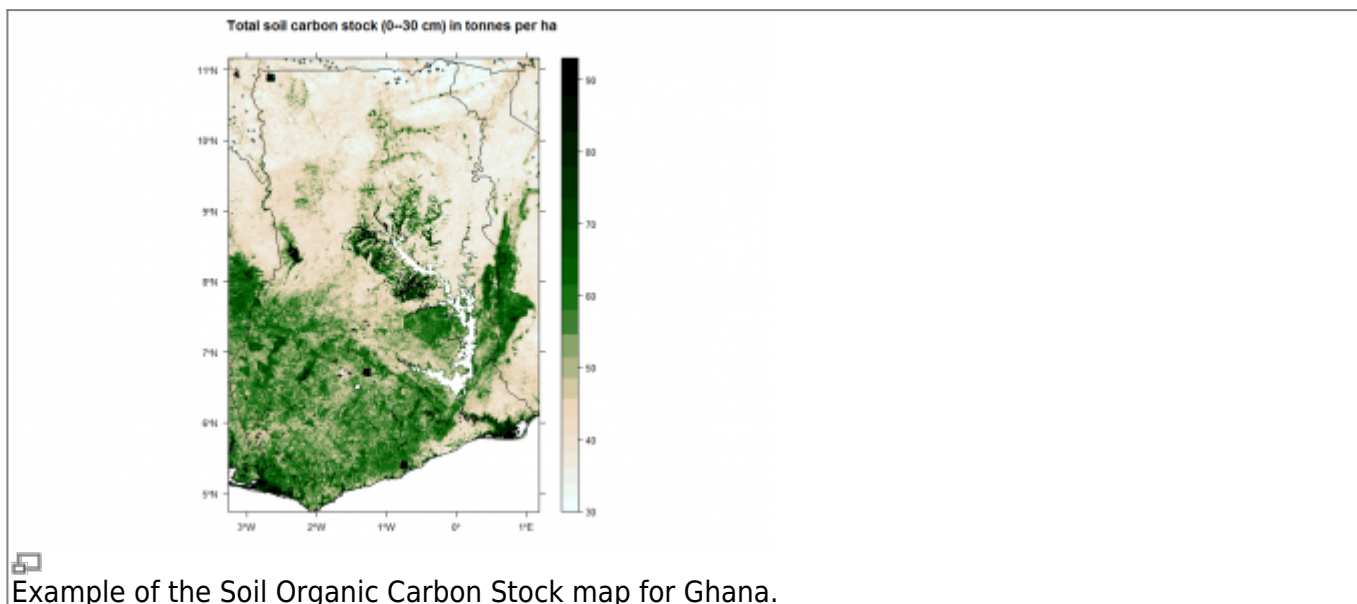 Total soil carbon stock (0--30 cm) in tonnes per ha
11°N
10°N
9°N
8°N
7°N
6°N
5°N
3°W 2°W 1°W 0° 1°E
90
80
70
60
50
40
30
Example of the Soil Organic Carbon Stock map for Ghana.